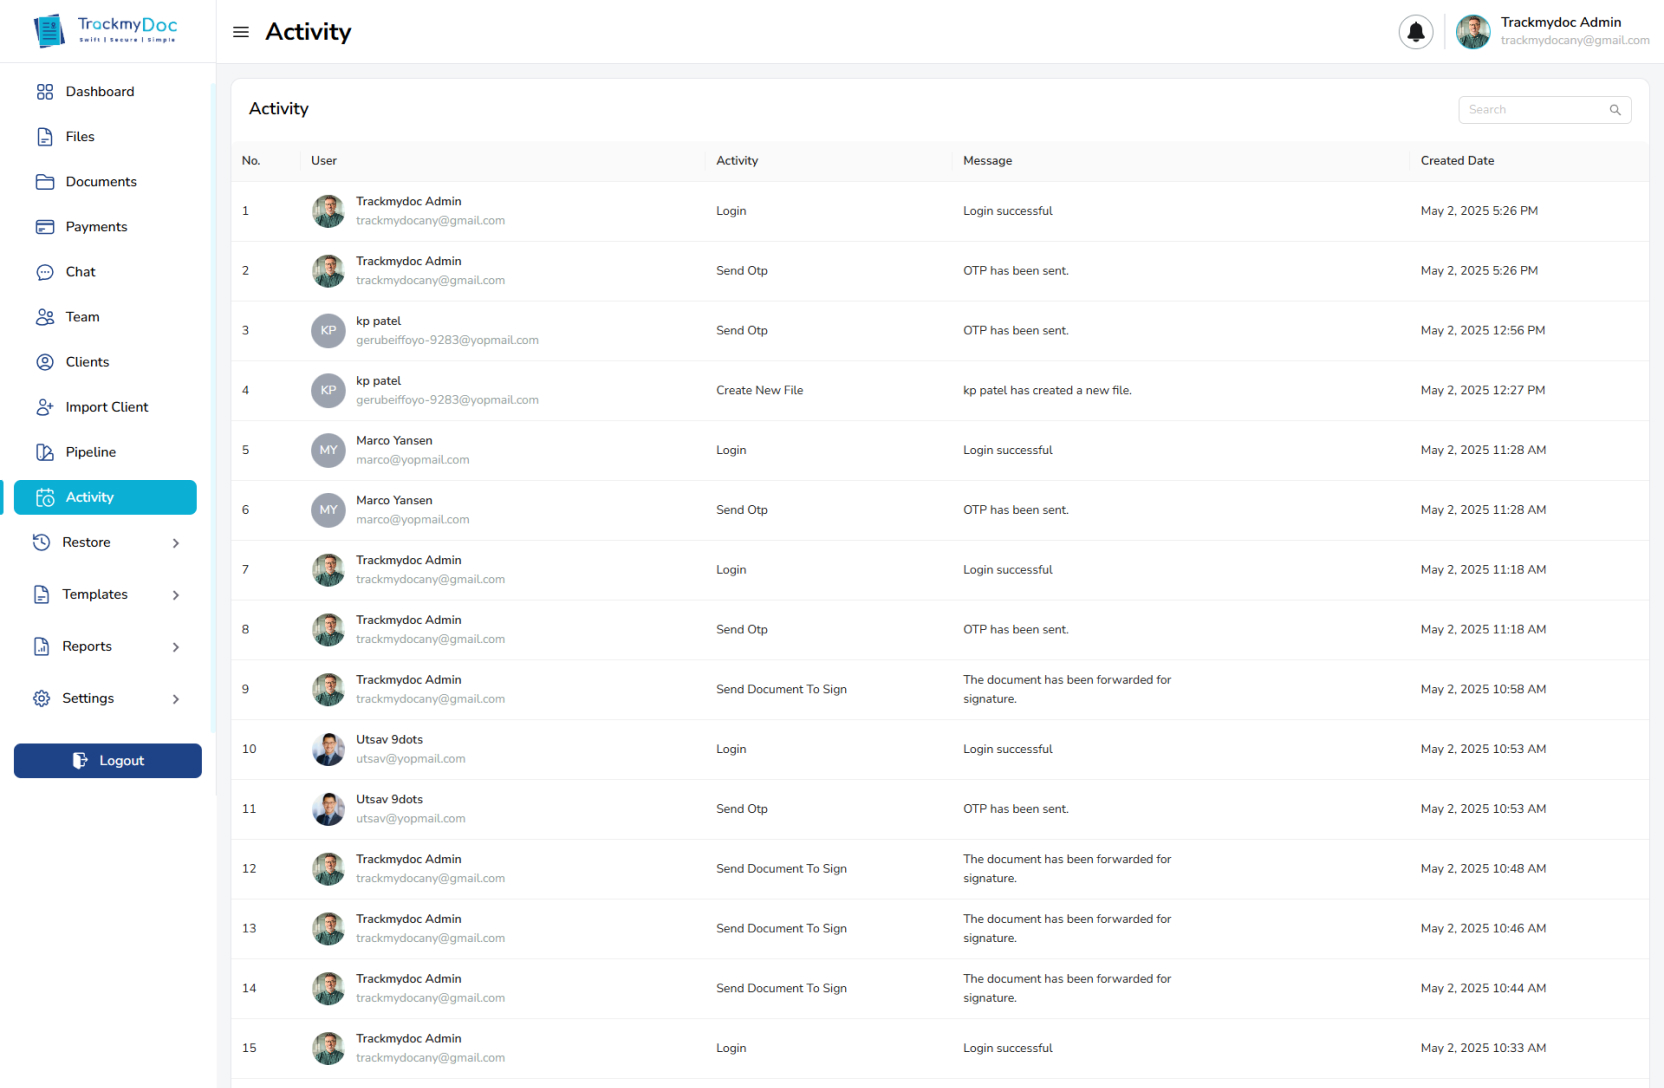 TrackmyDoc
Swift | Secure | Simple
Activity
Trackmydoc Admin
trackmydocany@gmail.com
Dashboard
Files
Documents
Payments
Chat
Team
Clients
Import Client
Pipeline
Activity
Restore
Templates
Reports
Settings
Logout
Activity
Search
No. User Activity Message Created Date
1 Trackmydoc Admin Login Login successful May 2, 2025 5:26 PM
trackmydocany@gmail.com
2 Trackmydoc Admin Send Otp OTP has been sent. May 2, 2025 5:26 PM
trackmydocany@gmail.com
3 KP kp patel Send Otp OTP has been sent. May 2, 2025 12:56 PM
gerubeiffoyo-9283@yopmail.com
4 KP kp patel Create New File kp patel has created a new file. May 2, 2025 12:27 PM
gerubeiffoyo-9283@yopmail.com
5 MY Marco Yansen Login Login successful May 2, 2025 11:28 AM
marco@yopmail.com
6 MY Marco Yansen Send Otp OTP has been sent. May 2, 2025 11:28 AM
marco@yopmail.com
7 Trackmydoc Admin Login Login successful May 2, 2025 11:18 AM
trackmydocany@gmail.com
8 Trackmydoc Admin Send Otp OTP has been sent. May 2, 2025 11:18 AM
trackmydocany@gmail.com
9 Trackmydoc Admin Send Document To Sign The document has been forwarded for May 2, 2025 10:58 AM
trackmydocany@gmail.com signature.
10 Utsav 9dots Login Login successful May 2, 2025 10:53 AM
utsav@yopmail.com
11 Utsav 9dots Send Otp OTP has been sent. May 2, 2025 10:53 AM
utsav@yopmail.com
12 Trackmydoc Admin Send Document To Sign The document has been forwarded for May 2, 2025 10:48 AM
trackmydocany@gmail.com signature.
13 Trackmydoc Admin Send Document To Sign The document has been forwarded for May 2, 2025 10:46 AM
trackmydocany@gmail.com signature.
14 Trackmydoc Admin Send Document To Sign The document has been forwarded for May 2, 2025 10:44 AM
trackmydocany@gmail.com signature.
15 Trackmydoc Admin Login Login successful May 2, 2025 10:33 AM
trackmydocany@gmail.com